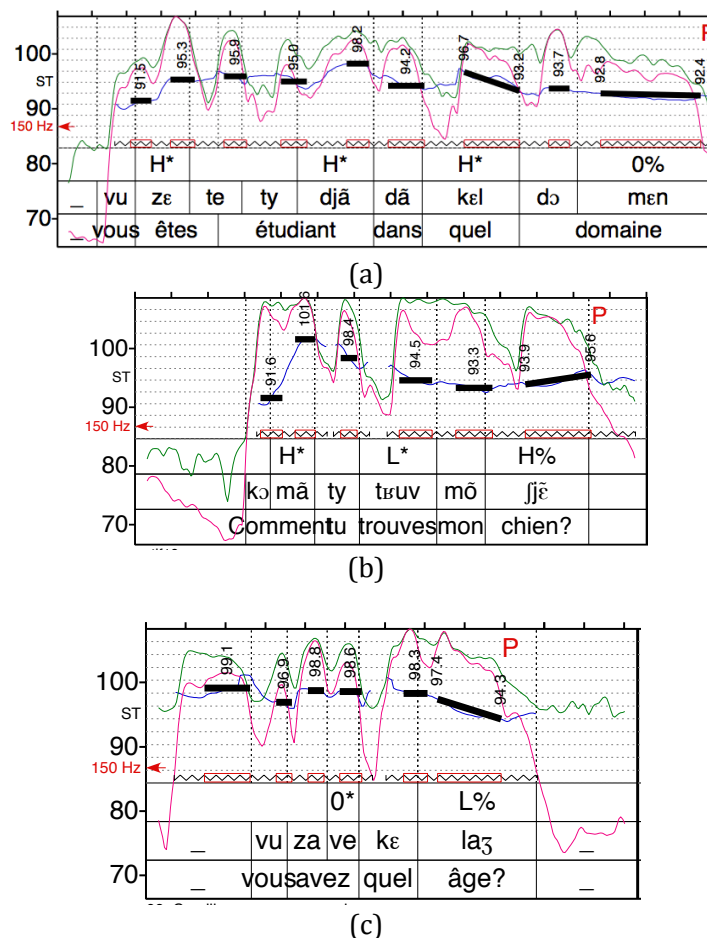 100
ST
90
150 Hz
80
70
91.5 95.3 95.9 95.0 98.2 94.2 96.7 93.2 93.7 92.8 92.4
H* H* H* 0%
_ vu zɛ te ty djã dã kɛl dɔ mɛn
_ vous êtes étudiant dans quel domaine
(a)
P
100
ST
90
150 Hz
80
70
91.6 101.6 98.4 94.5 93.3 93.9 95.6
H* L* H%
kɔ mã ty tʁuv mõ ʃjɛ̃
Comment tu trouves mon chien?
(b)
P
100
ST
90
150 Hz
80
70
99.1 96.9 98.8 98.6 98.3 97.4 94.3
0* L%
_ vu za ve kɛ laʒ _
_ vous avez quel âge? _
(c)